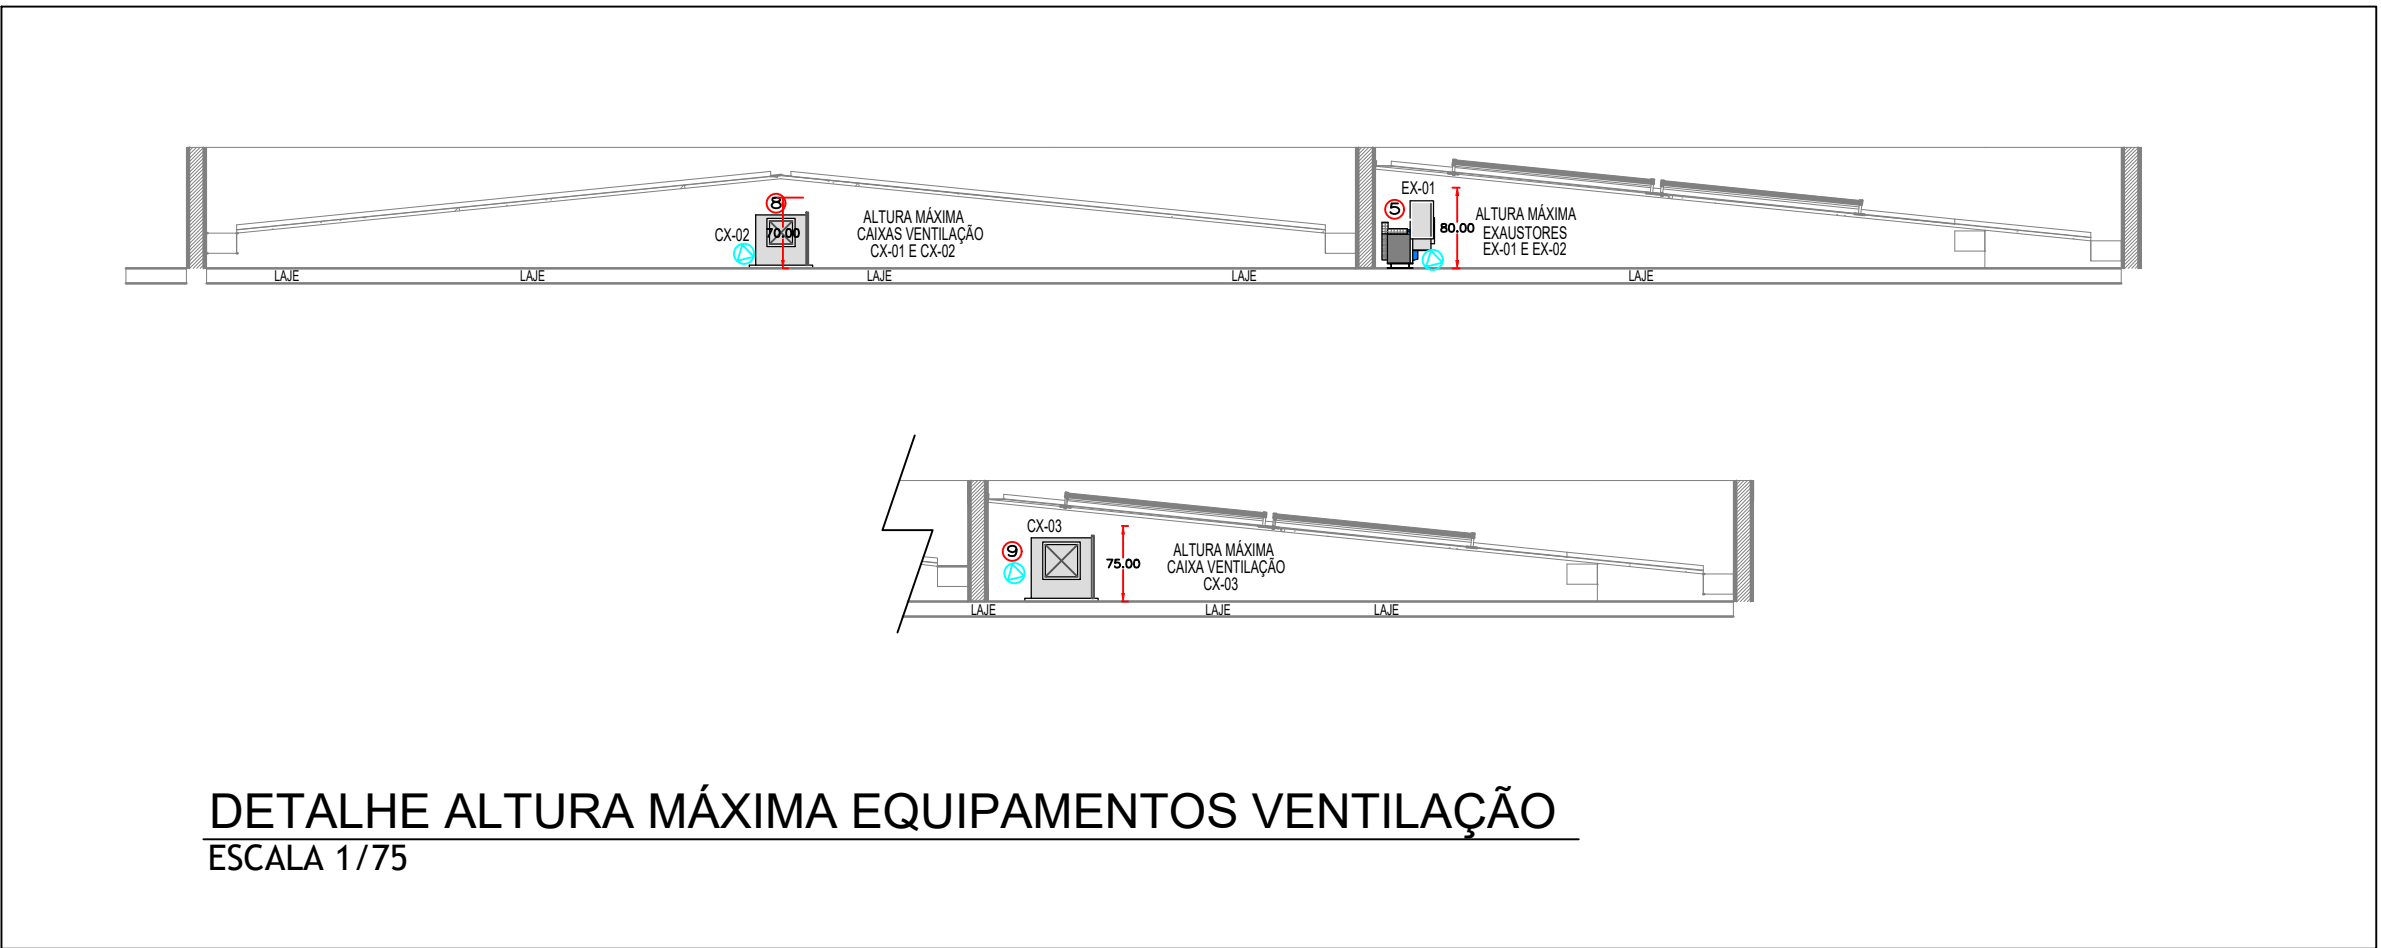 8
CX-02
70.00
ALTURA MÁXIMA
CAIXAS VENTILAÇÃO
CX-01 E CX-02
EX-01
5
80.00
ALTURA MÁXIMA
EXAUSTORES
EX-01 E EX-02
LAJE
LAJE
LAJE
LAJE
LAJE
CX-03
9
75.00
ALTURA MÁXIMA
CAIXA VENTILAÇÃO
CX-03
LAJE
LAJE
LAJE
DETALHE ALTURA MÁXIMA EQUIPAMENTOS VENTILAÇÃO
ESCALA 1/75